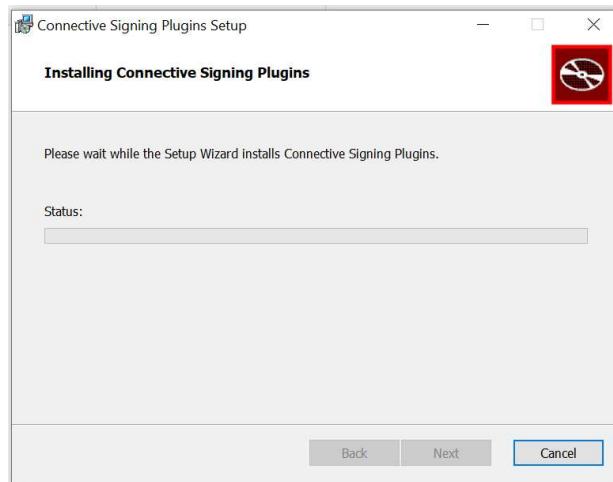 Connective Signing Plugins Setup
Installing Connective Signing Plugins
Please wait while the Setup Wizard installs Connective Signing Plugins.
Status:
Back
Next
Cancel